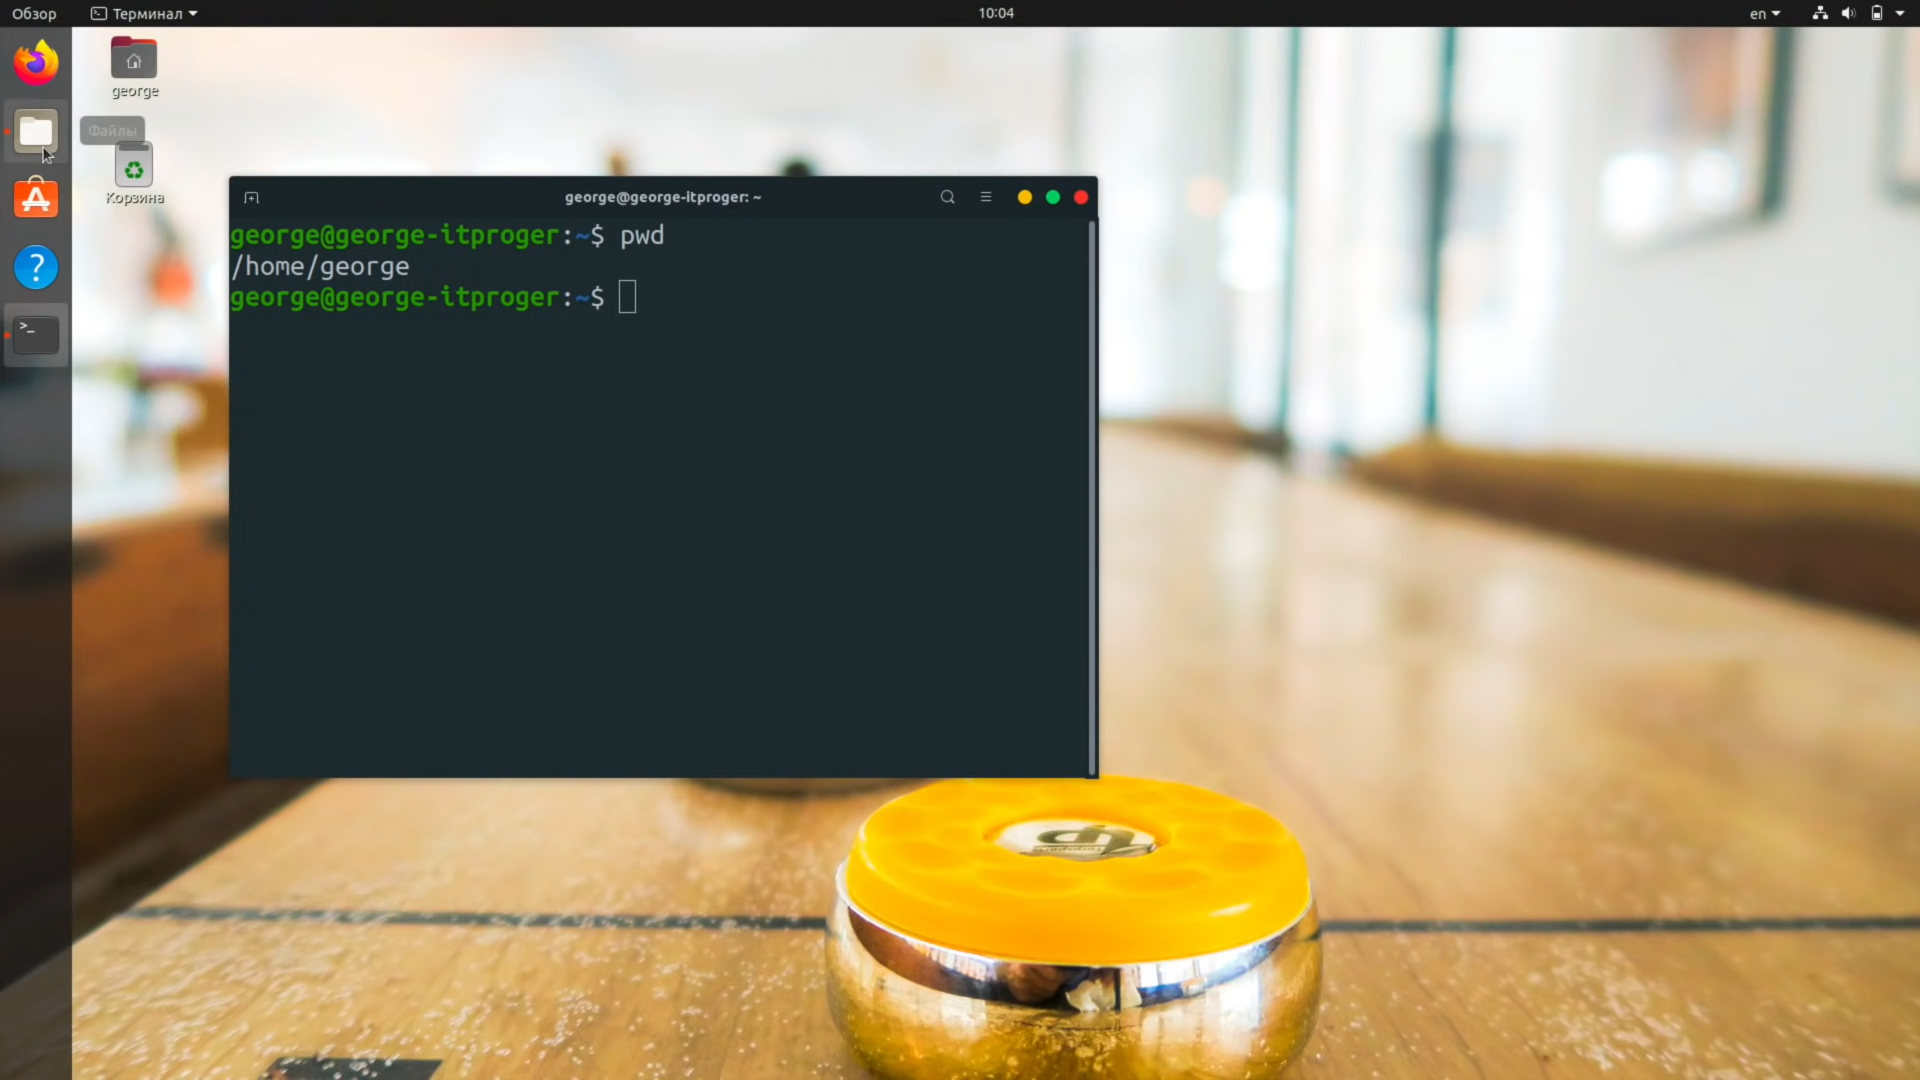 Обзор
Терминал
10:04
en
george
Файлы
Корзина
george@george-itproger: ~
george@george-itproger:~$ pwd
/home/george
george@george-itproger:~$